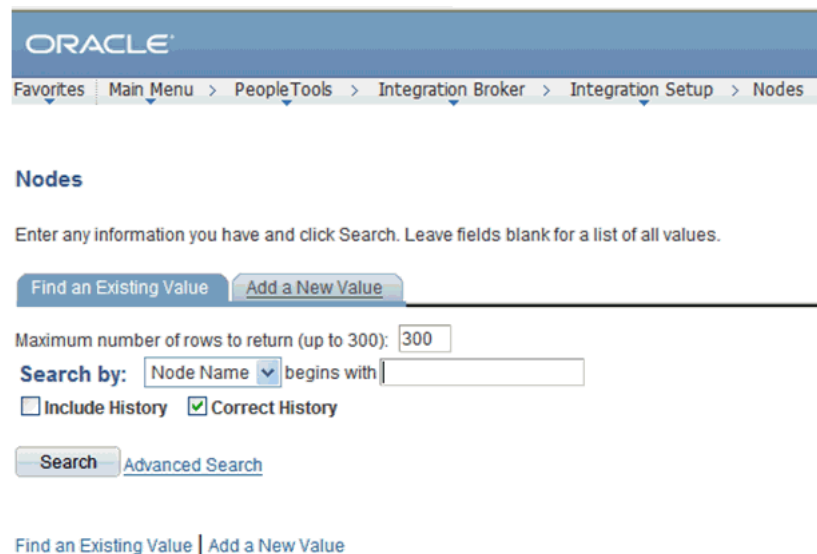 ORACLE
Favorites Main Menu > PeopleTools > Integration Broker > Integration Setup > Nodes
Nodes
Enter any information you have and click Search. Leave fields blank for a list of all values.
Find an Existing Value Add a New Value
Maximum number of rows to return (up to 300): 300
Search by: Node Name begins with
Include History Correct History
Search Advanced Search
Find an Existing Value | Add a New Value